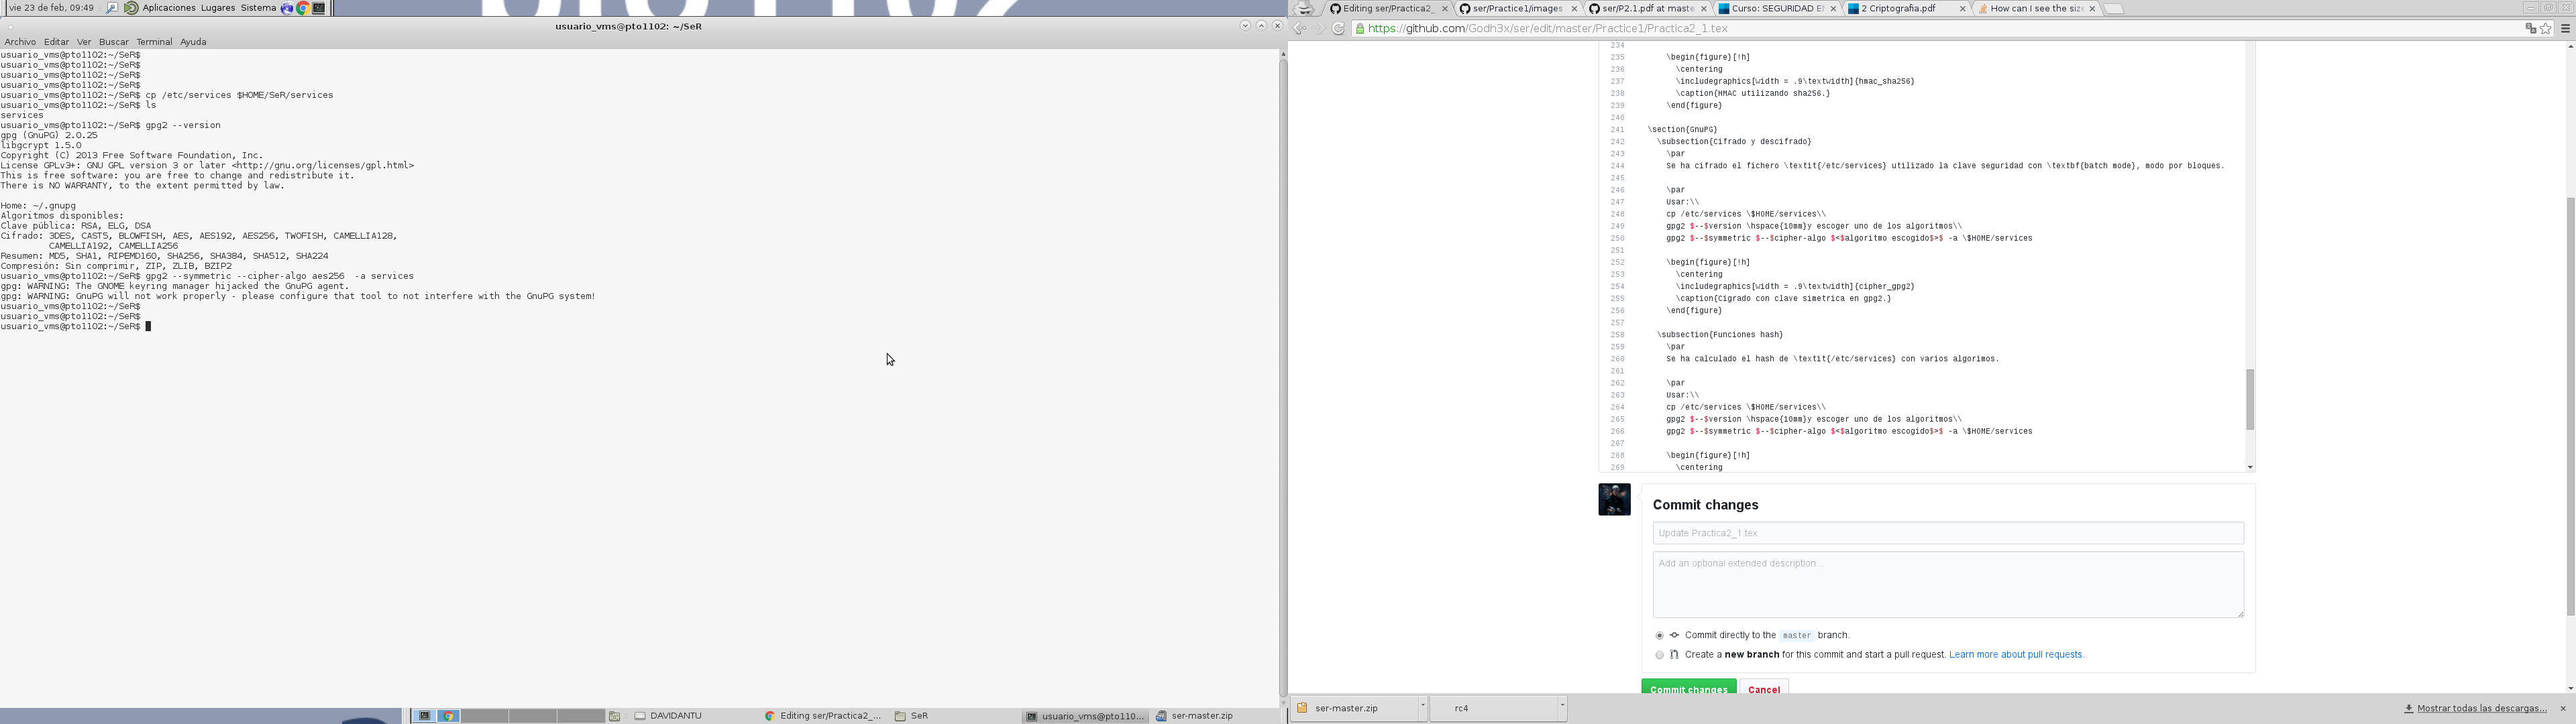 vie 23 de feb, 09:49 Aplicaciones Lugares Sistema
usuario_vms@pto1102: ~/SeR
Archivo Editar Ver Buscar Terminal Ayuda
usuario_vms@pto1102:~/SeR$
usuario_vms@pto1102:~/SeR$
usuario_vms@pto1102:~/SeR$
usuario_vms@pto1102:~/SeR$
usuario_vms@pto1102:~/SeR$ cp /etc/services $HOME/SeR/services
usuario_vms@pto1102:~/SeR$ ls
services
usuario_vms@pto1102:~/SeR$ gpg2 --version
gpg (GnuPG) 2.0.25
libgcrypt 1.5.0
Copyright (C) 2013 Free Software Foundation, Inc.
License GPLv3+: GNU GPL version 3 or later <http://gnu.org/licenses/gpl.html>
This is free software: you are free to change and redistribute it.
There is NO WARRANTY, to the extent permitted by law.
Home: ~/.gnupg
Algoritmos disponibles:
Clave pública: RSA, ELG, DSA
Cifrado: 3DES, CAST5, BLOWFISH, AES, AES192, AES256, TWOFISH, CAMELLIA128,
CAMELLIA192, CAMELLIA256
Resumen: MD5, SHA1, RIPEMD160, SHA256, SHA384, SHA512, SHA224
Compresión: Sin comprimir, ZIP, ZLIB, BZIP2
usuario_vms@pto1102:~/SeR$ gpg2 --symmetric --cipher-algo aes256  -a services
gpg: WARNING: The GNOME keyring manager hijacked the GnuPG agent.
gpg: WARNING: GnuPG will not work properly - please configure that tool to not interfere with the GnuPG system!
usuario_vms@pto1102:~/SeR$
usuario_vms@pto1102:~/SeR$
usuario_vms@pto1102:~/SeR$
DAVIDANTU Editing ser/Practica2_... SeR usuario_vms@pto110... ser-master.zip
Editing ser/Practica2_ ser/Practice1/images ser/P2.1.pdf at maste Curso: SEGURIDAD E 2 Criptografia.pdf How can I see the siz
https://github.com/Godh3x/ser/edit/master/Practice1/Practica2_1.tex
234
235 \begin{figure}[!h]
236 \centering
237 \includegraphics[width = .9\textwidth]{hmac_sha256}
238 \caption{HMAC utilizando sha256.}
239 \end{figure}
240
241 \section{GnuPG}
242 \subsection{Cifrado y descifrado}
243 \par
244 Se ha cifrado el fichero \textit{/etc/services} utilizado la clave seguridad con \textbf{batch mode}, modo por bloques.
245
246 \par
247 Usar:\\
248 cp /etc/services \$HOME/services\\
249 gpg2 $--$version \hspace{10mm}y escoger uno de los algoritmos\\
250 gpg2 $--$symmetric $--$cipher-algo $<$algoritmo escogido$>$ -a \$HOME/services
251
252 \begin{figure}[!h]
253 \centering
254 \includegraphics[width = .9\textwidth]{cipher_gpg2}
255 \caption{Cigrado con clave simetrica en gpg2.}
256 \end{figure}
257
258 \subsection{Funciones hash}
259 \par
260 Se ha calculado el hash de \textit{/etc/services} con varios algorimos.
261
262 \par
263 Usar:\\
264 cp /etc/services \$HOME/services\\
265 gpg2 $--$version \hspace{10mm}y escoger uno de los algoritmos\\
266 gpg2 $--$symmetric $--$cipher-algo $<$algoritmo escogido$>$ -a \$HOME/services
267
268 \begin{figure}[!h]
269 \centering
Commit changes
Update Practica2_1.tex
Add an optional extended description...
Commit directly to the master branch.
Create a new branch for this commit and start a pull request. Learn more about pull requests.
Commit changes Cancel
ser-master.zip rc4 Mostrar todas las descargas...